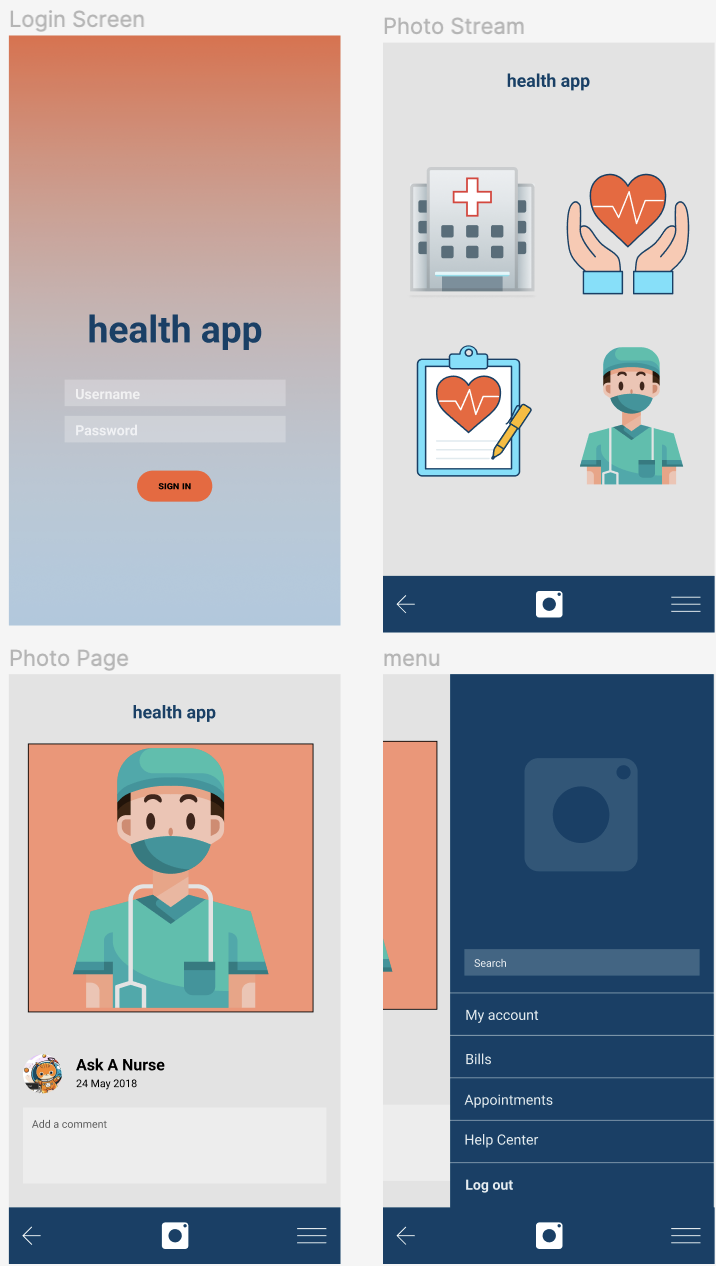 Login Screen
health app
Username
Password
SIGN IN
Photo Stream
health app
Photo Page
health app
Ask A Nurse
24 May 2018
Add a comment
menu
Search
My account
Bills
Appointments
Help Center
Log out